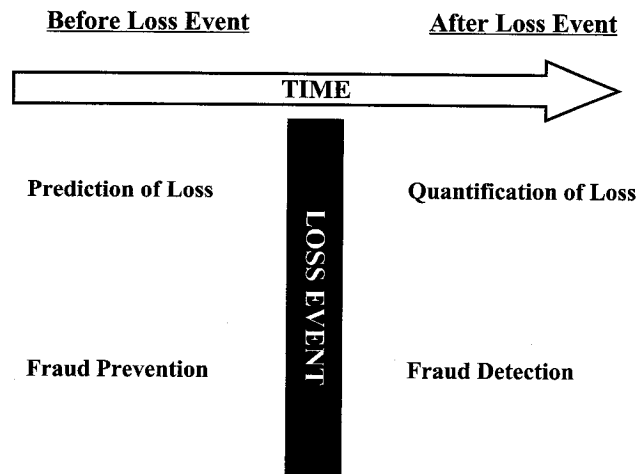 Before Loss Event
After Loss Event
TIME
Prediction of Loss
Quantification of Loss
LOSS EVENT
Fraud Prevention
Fraud Detection